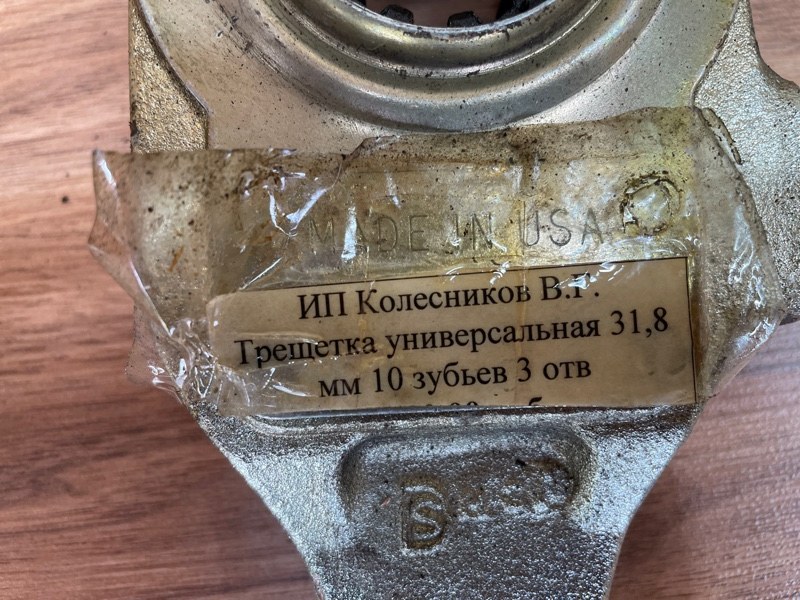 MADE IN USA
ИП Колесников В.Г.
Трещетка универсальная 31,8
мм 10 зубьев 3 отв